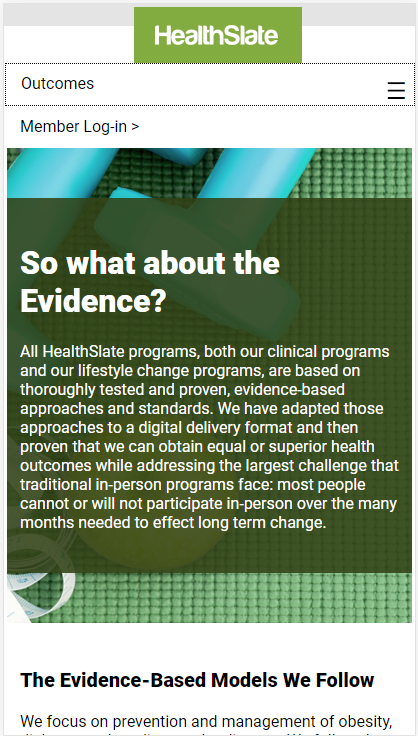 HealthSlate
Outcomes
Member Log-in >
So what about the
Evidence?
All HealthSlate programs, both our clinical programs
and our lifestyle change programs, are based on
thoroughly tested and proven, evidence-based
approaches and standards. We have adapted those
approaches to a digital delivery format and then
proven that we can obtain equal or superior health
outcomes while addressing the largest challenge that
traditional in-person programs face: most people
cannot or will not participate in-person over the many
months needed to effect long term change.
The Evidence-Based Models We Follow
We focus on prevention and management of obesity,